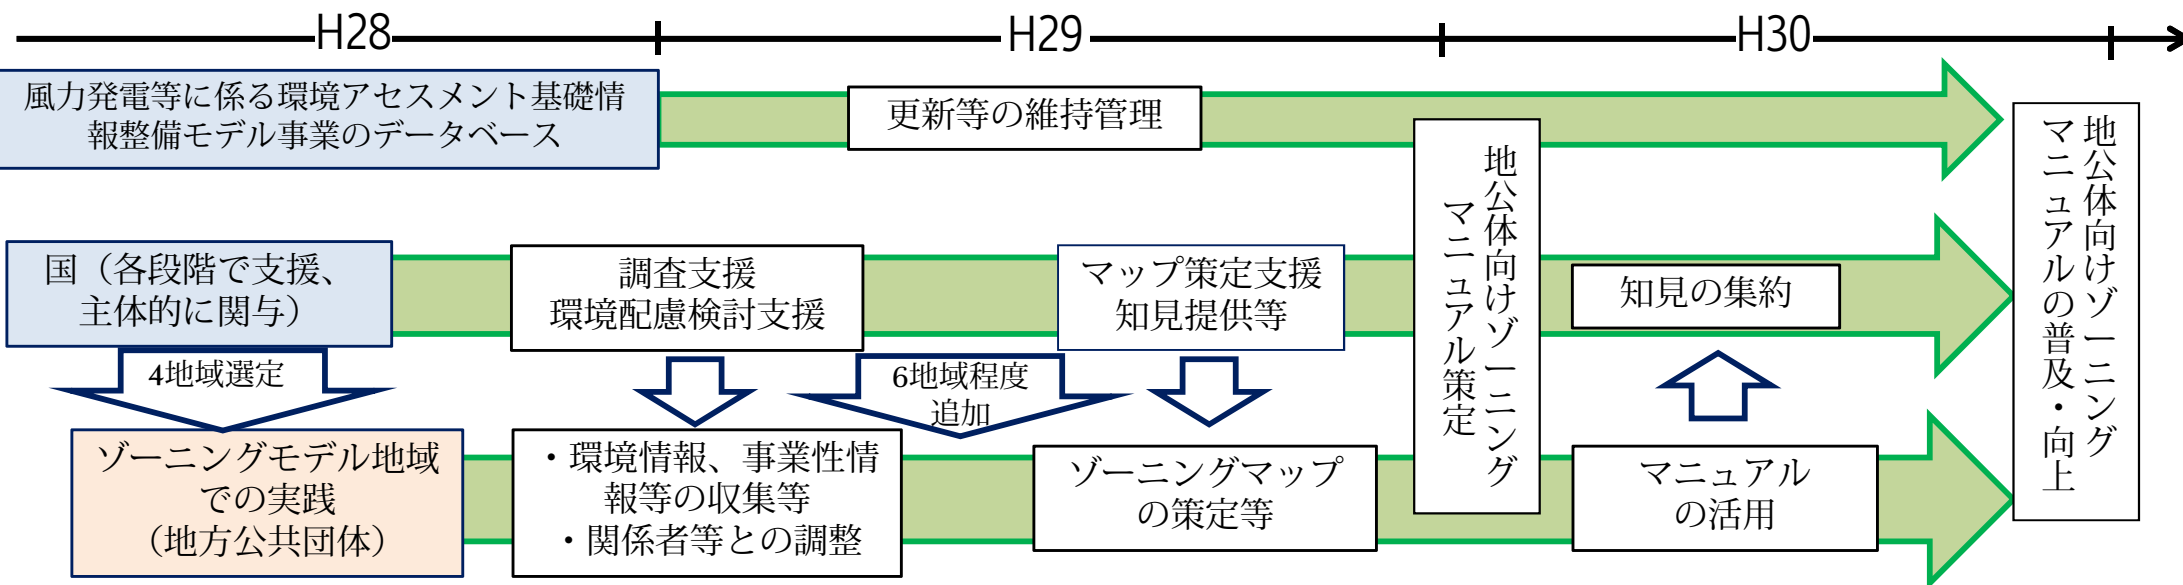 H28
H29
H30
風力発電等に係る環境アセスメント基礎情
報整備モデル事業のデータベース
更新等の維持管理
国（各段階で支援、
主体的に関与）
調査支援
環境配慮検討支援
マップ策定支援
知見提供等
地公体向けゾーニング
マニュアル策定
知見の集約
地公体向けゾーニング
マニュアルの普及・向上
4地域選定
6地域程度
追加
ゾーニングモデル地域
での実践
（地方公共団体）
・環境情報、事業性情
報等の収集等
・関係者等との調整
ゾーニングマップ
の策定等
マニュアル
の活用